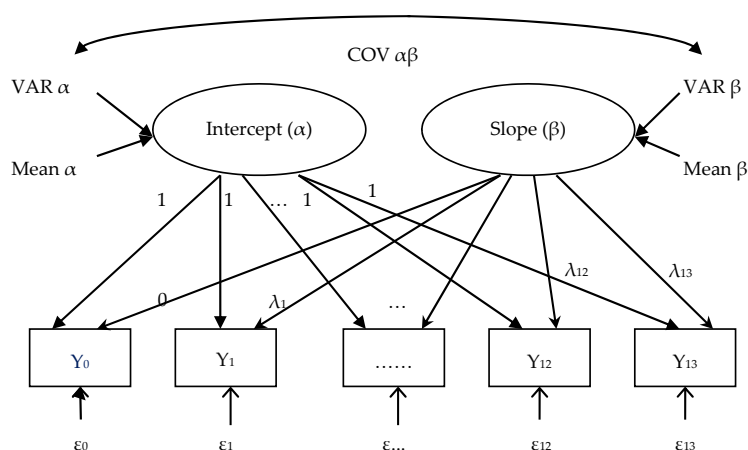 COV αβ
VAR α
VAR β
Intercept (α)
Slope (β)
Mean α
Mean β
1
1
...
1
1
0
λ1
...
λ12
λ13
Y0
Y1
......
Y12
Y13
ε0
ε1
ε...
ε12
ε13